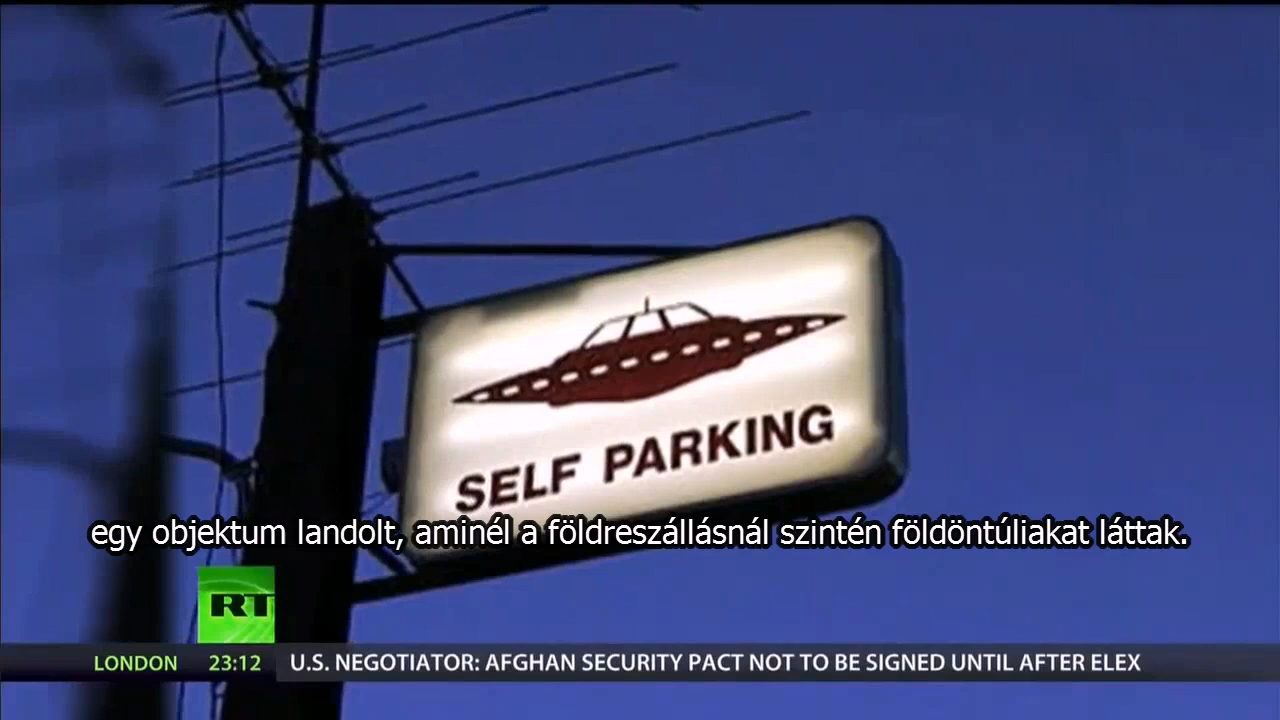 SELF PARKING
egy objektum landolt, aminél a földreszállásnál szintén földöntúliakat láttak.
RT
LONDON 23:12 U.S. NEGOTIATOR: AFGHAN SECURITY PACT NOT TO BE SIGNED UNTIL AFTER ELEX